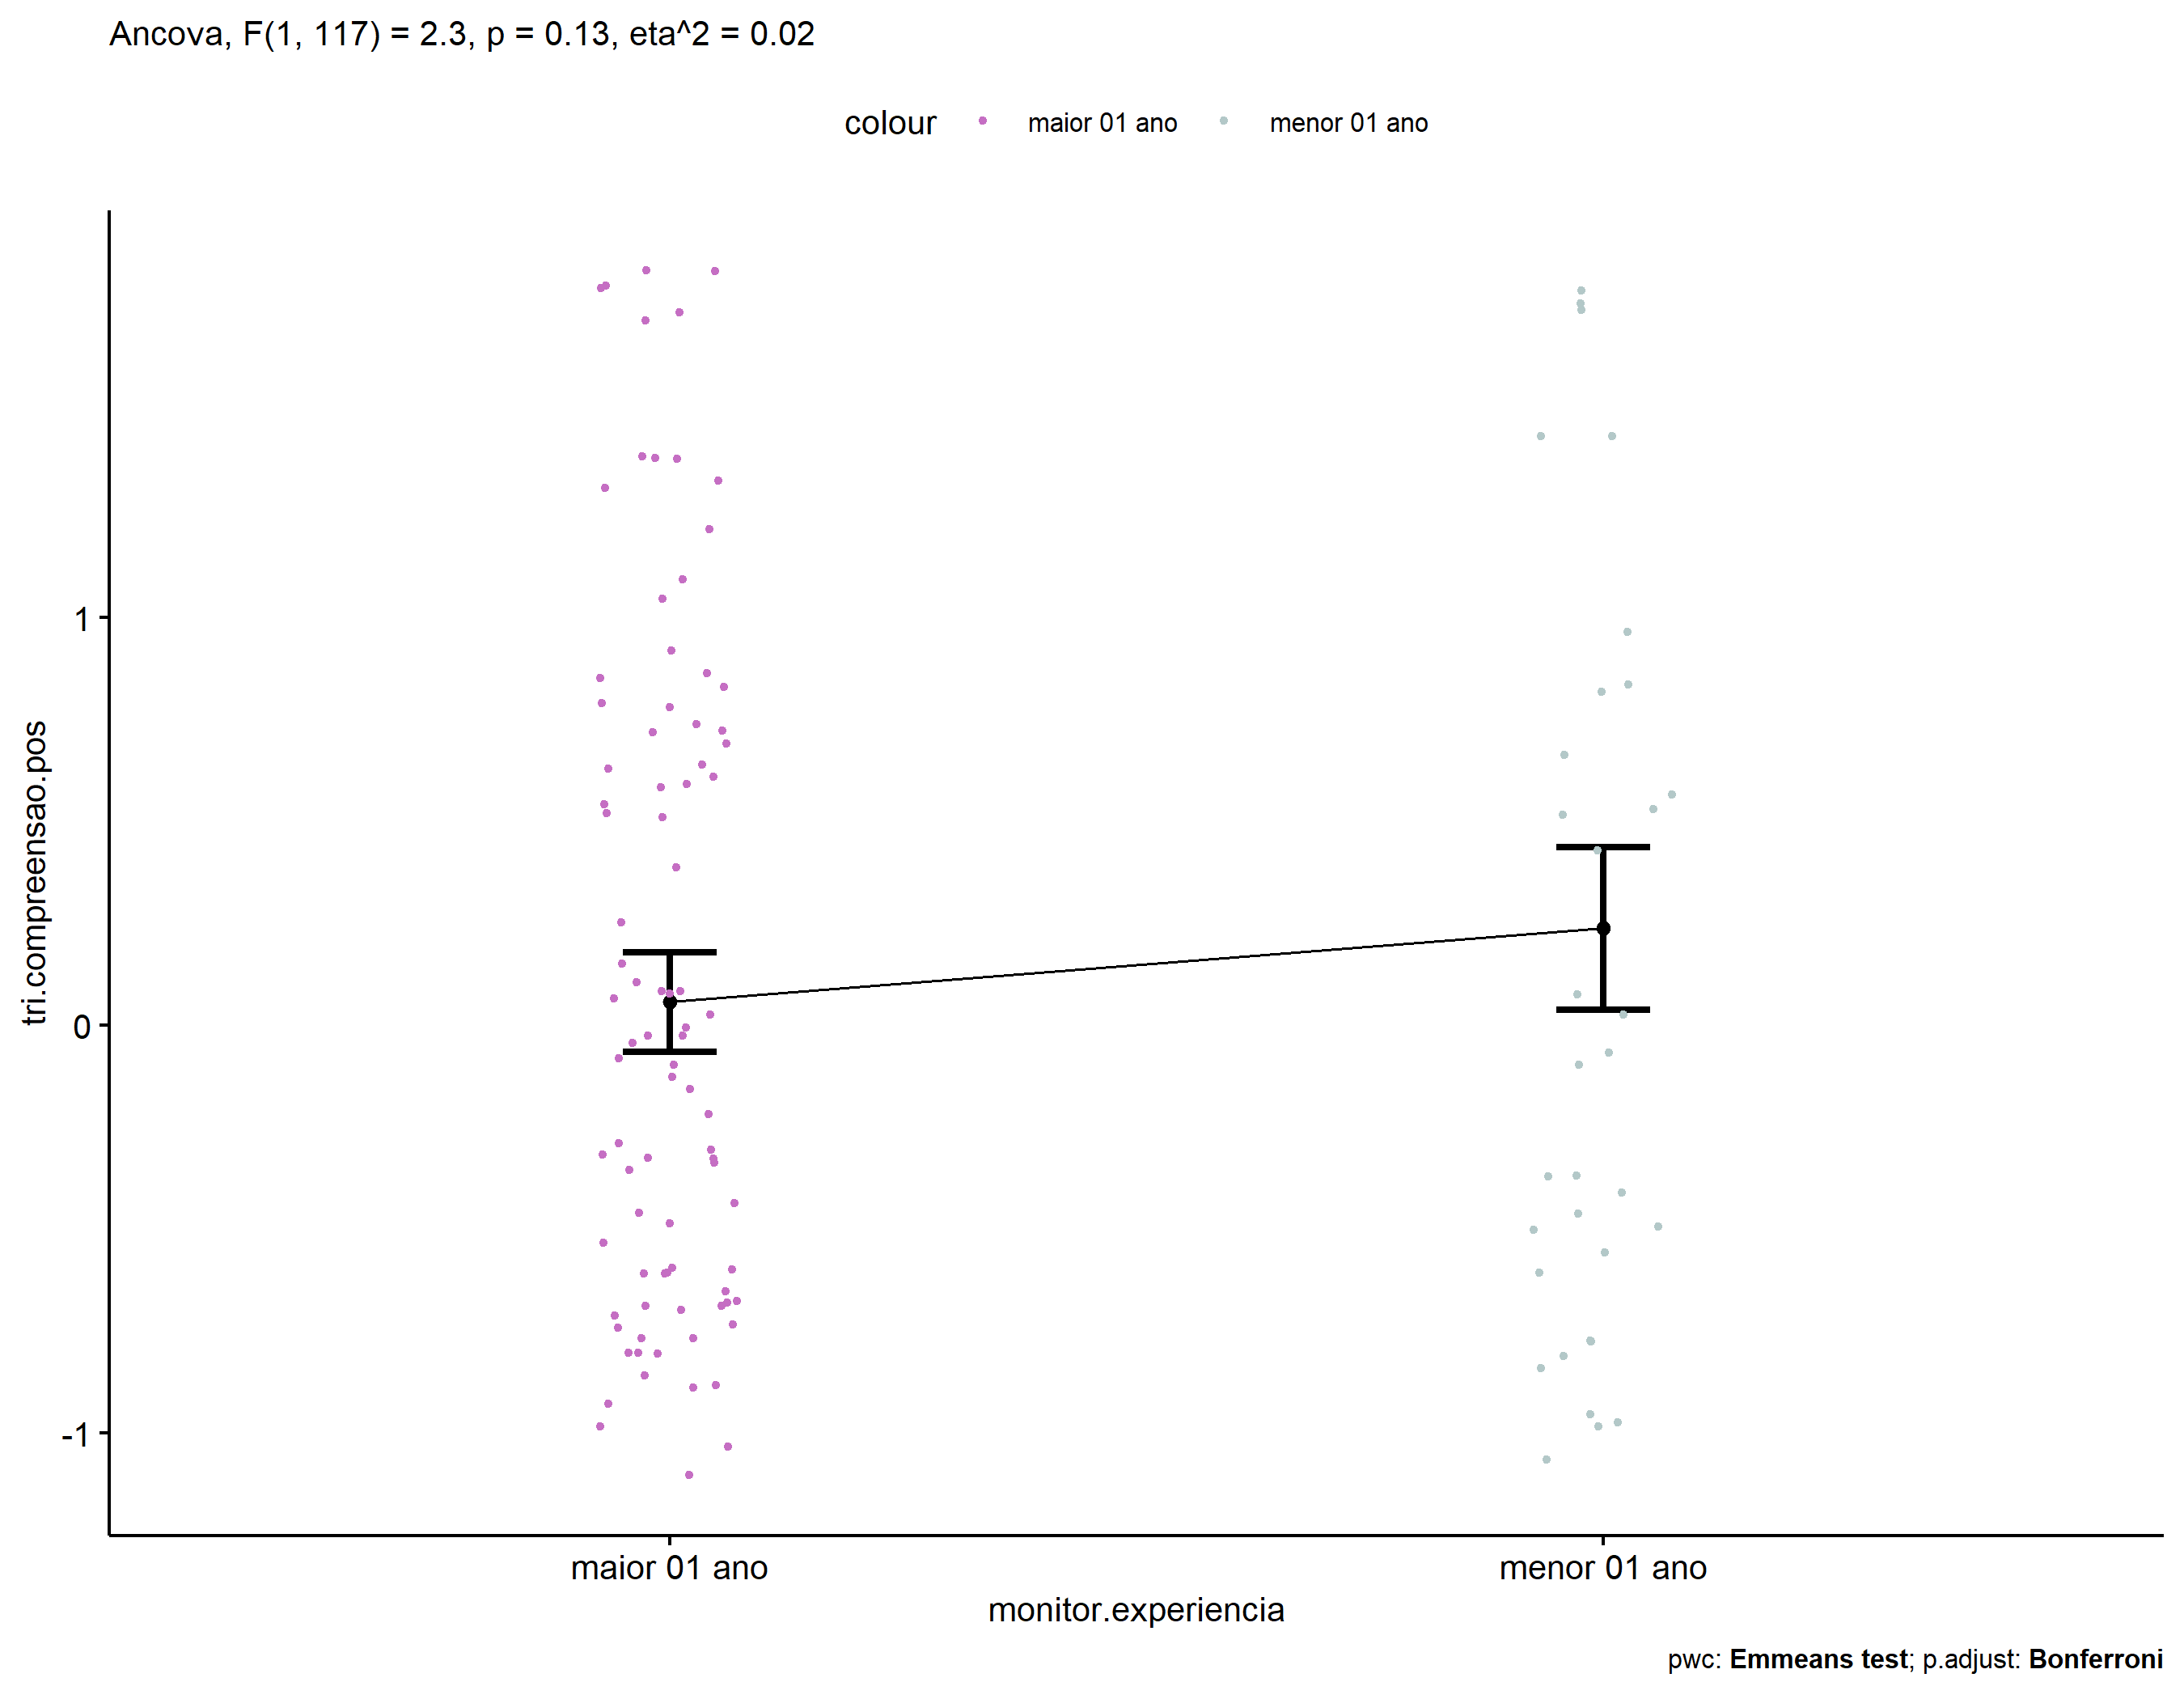 Ancova, F(1, 117) = 2.3, p = 0.13, eta^2 = 0.02
colour maior 01 ano menor 01 ano
tri.compreensao.pos
1
0
-1
maior 01 ano menor 01 ano
monitor.experiencia
pwc: Emmeans test; p.adjust: Bonferroni